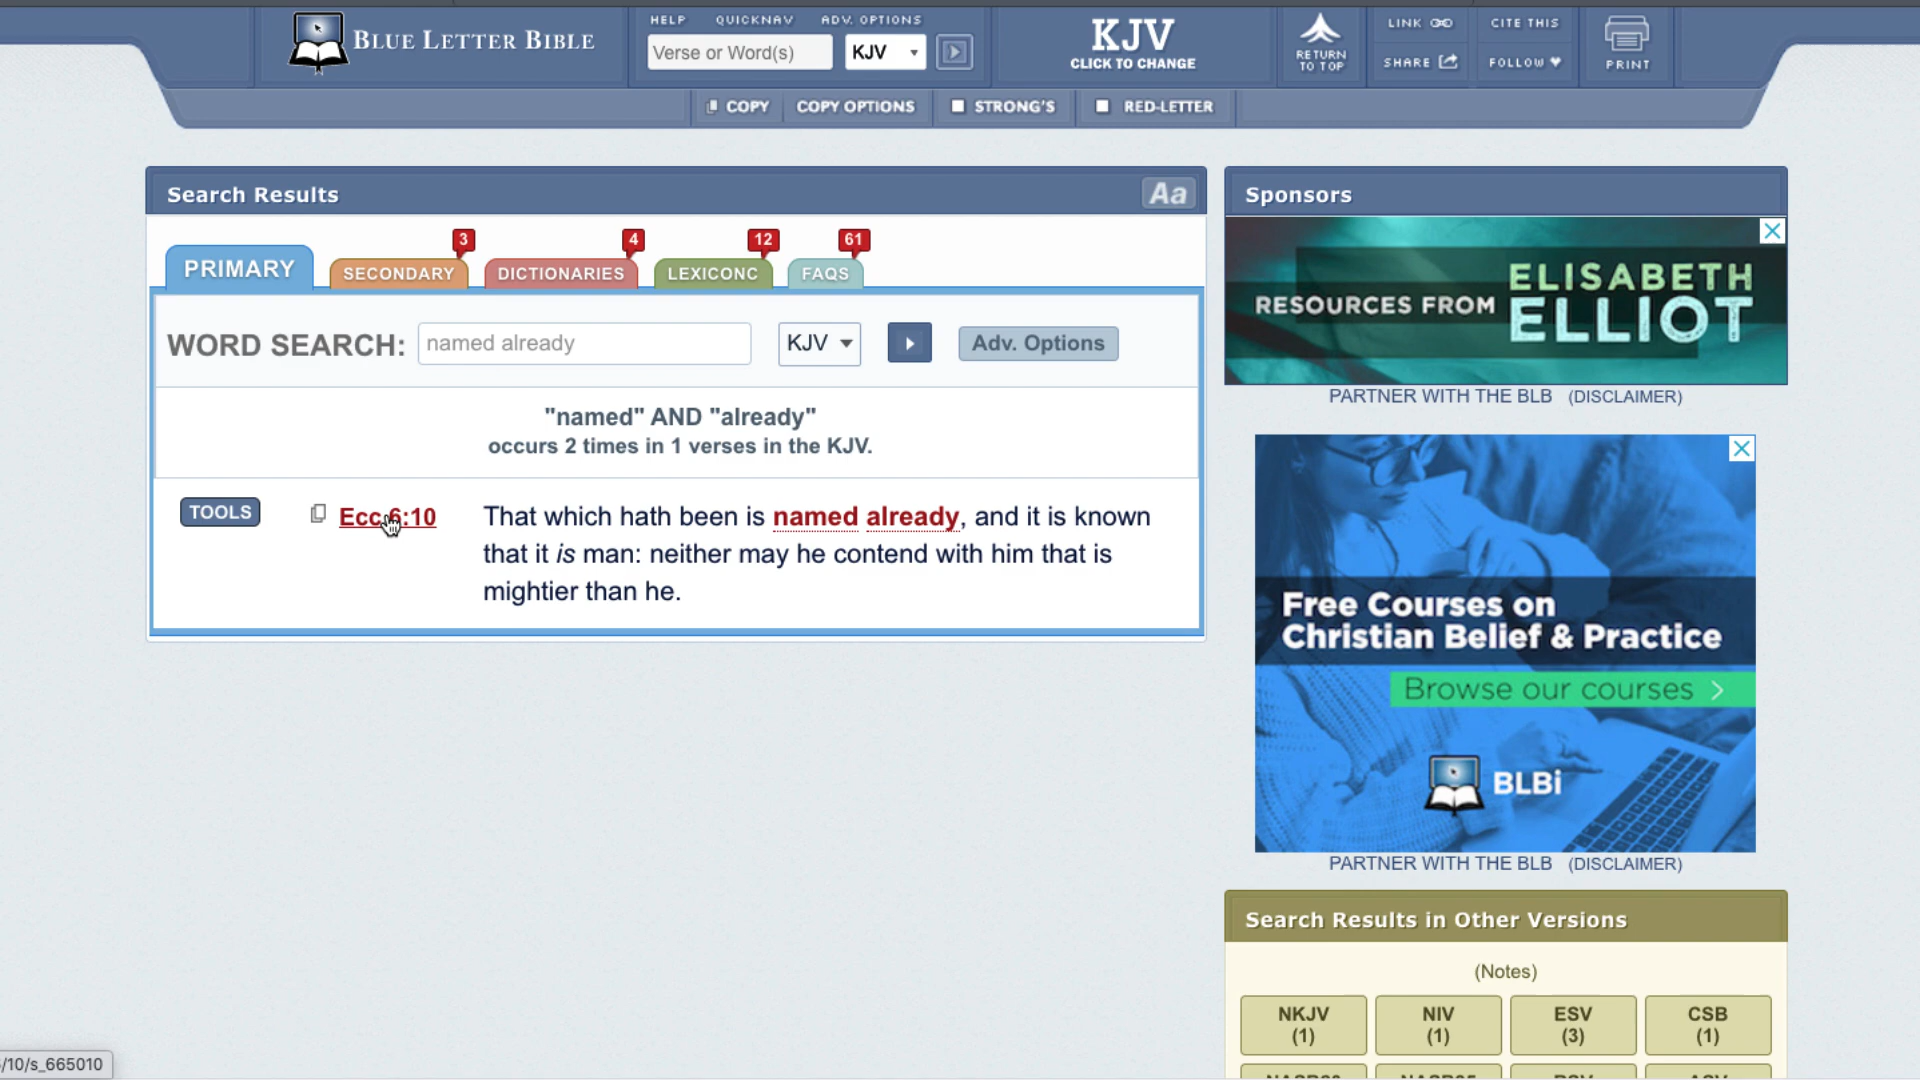 BLUE LETTER BIBLE
HELP QUICKNAV ADV. OPTIONS
Verse or Word(s) KJV
KJV
CLICK TO CHANGE
RETURN
TO TOP
LINK
CITE THIS
SHARE
FOLLOW
PRINT
COPY COPY OPTIONS STRONG'S RED-LETTER
Search Results Aa
3 4 12 61
PRIMARY SECONDARY DICTIONARIES LEXICONC FAQS
WORD SEARCH: named already KJV Adv. Options
"named" AND "already"
occurs 2 times in 1 verses in the KJV.
TOOLS Ecc 6:10 That which hath been is named already, and it is known
that it is man: neither may he contend with him that is
mightier than he.
Sponsors
RESOURCES FROM ELISABETH
ELLIOT
PARTNER WITH THE BLB (DISCLAIMER)
Free Courses on
Christian Belief & Practice
Browse our courses >
BLBi
PARTNER WITH THE BLB (DISCLAIMER)
Search Results in Other Versions
(Notes)
NKJV NIV ESV CSB
(1) (1) (3) (1)
/10/s_665010